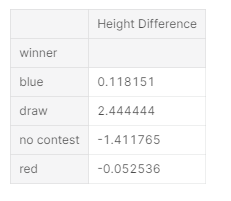 Height Difference
winner
blue 0.118151
draw 2.444444
no contest -1.411765
red -0.052536